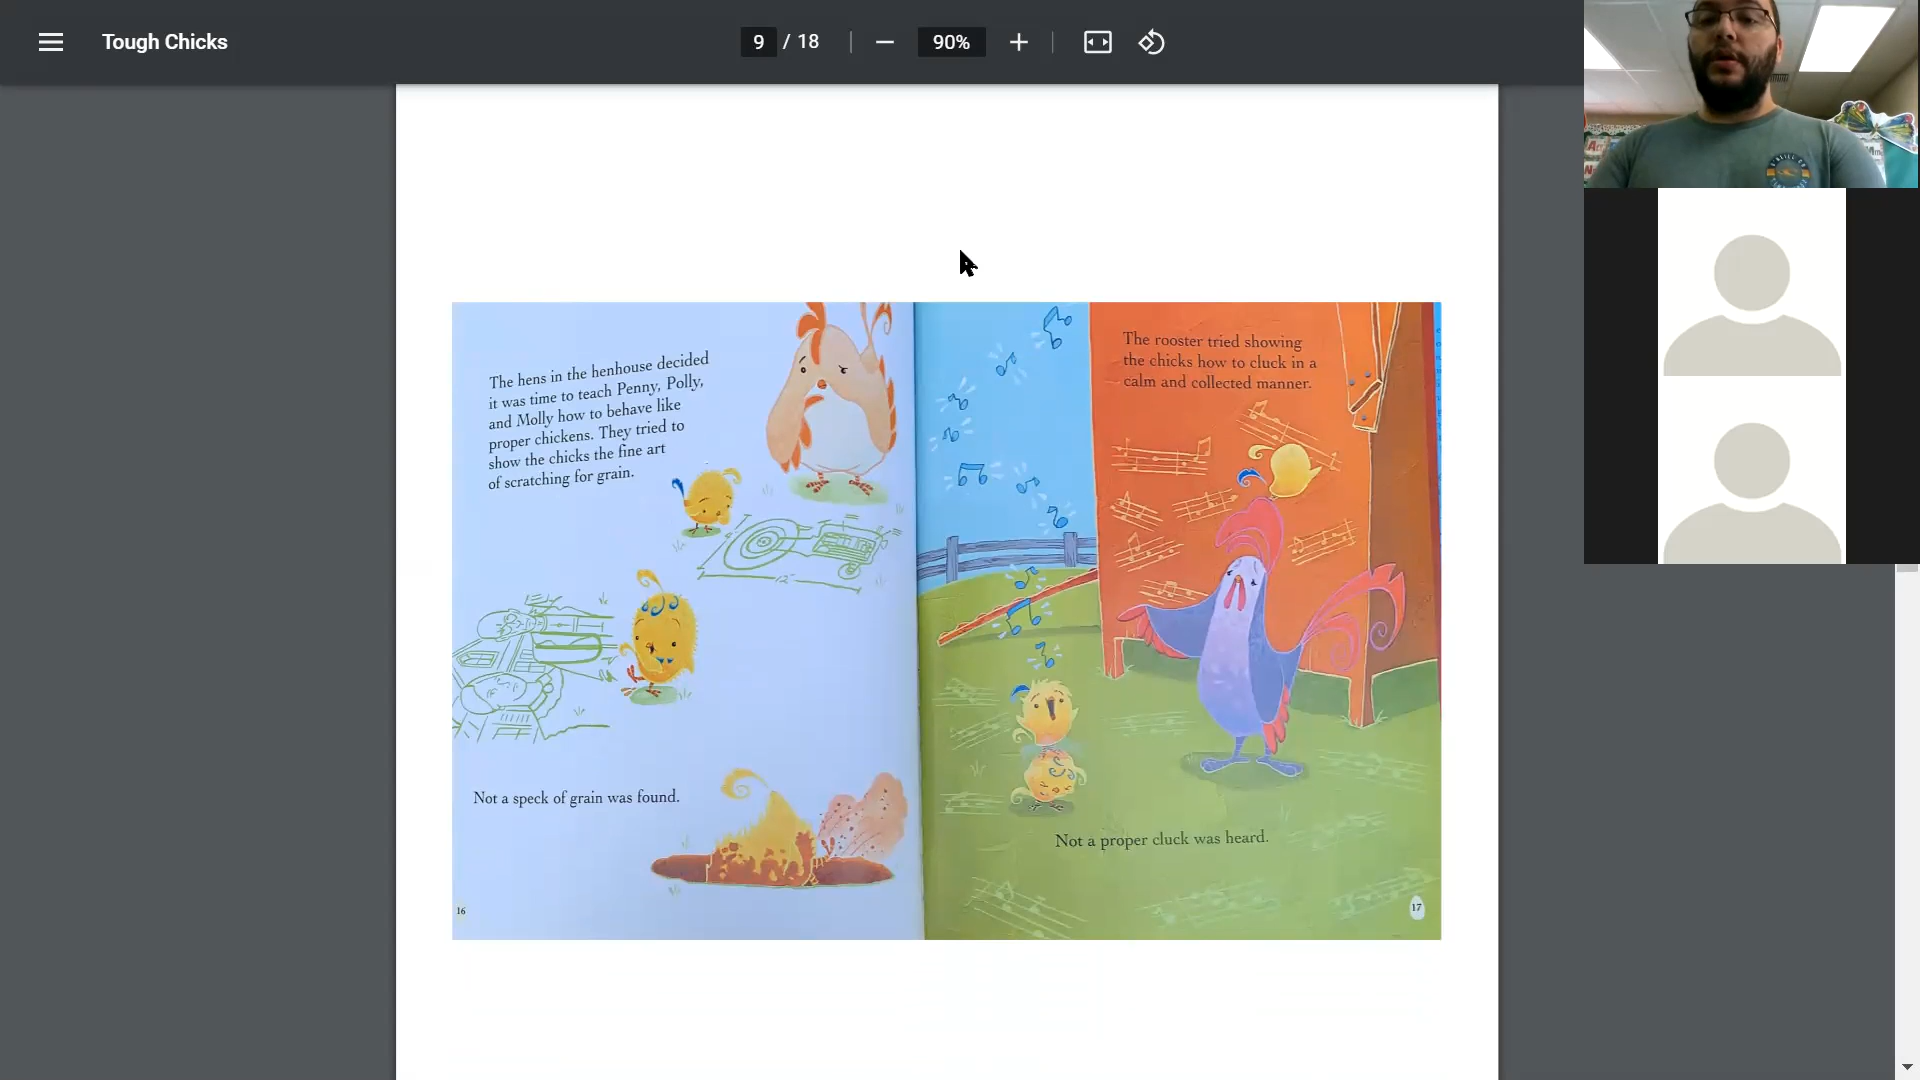 Tough Chicks
9 / 18
90%
The hens in the henhouse decided
it was time to teach Penny, Polly,
and Molly how to behave like
proper chickens. They tried to
show the chicks the fine art
of scratching for grain.
Not a speck of grain was found.
16
The rooster tried showing
the chicks how to cluck in a
calm and collected manner.
Not a proper cluck was heard.
17